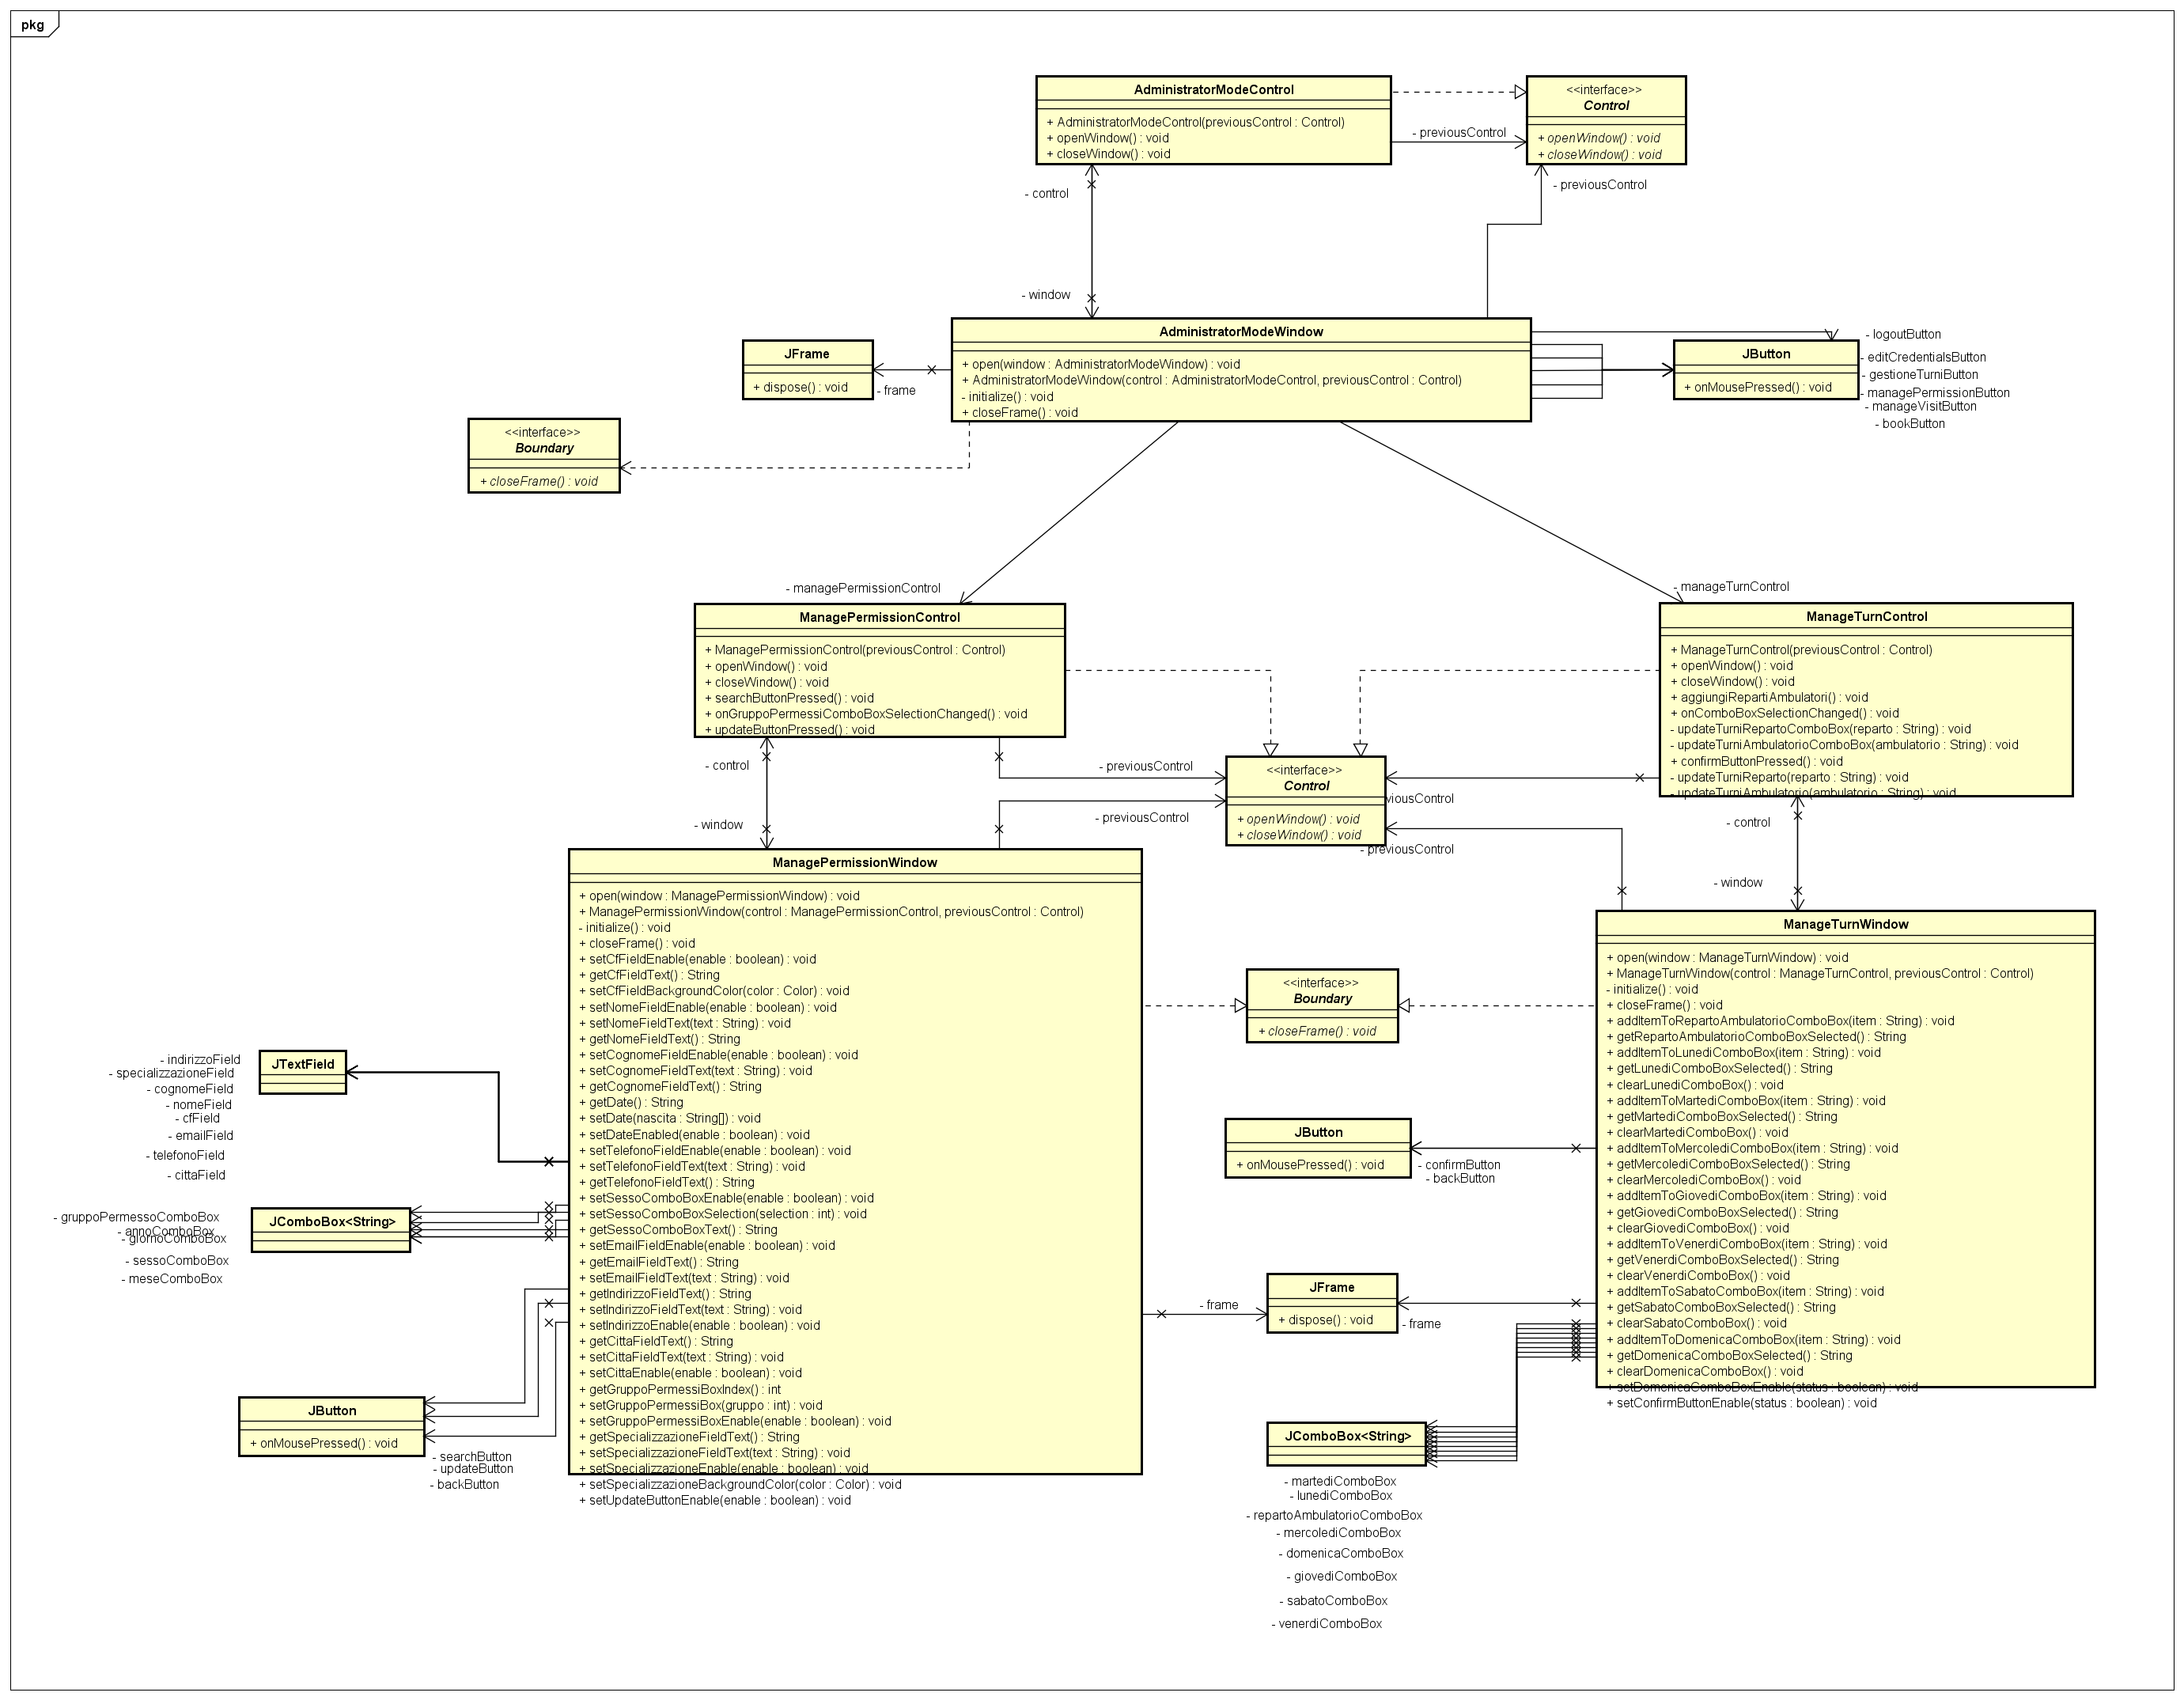 pkg
AdministratorModeControl
+ AdministratorModeControl(previousControl : Control)
+ openWindow() : void
+ closeWindow() : void
- previousControl
<<interface>>
Control
+ openWindow() : void
+ closeWindow() : void
- control
- previousControl
- window
AdministratorModeWindow
+ open(window : AdministratorModeWindow) : void
+ AdministratorModeWindow(control : AdministratorModeControl, previousControl : Control)
- initialize() : void
+ closeFrame() : void
JFrame
+ dispose() : void
- frame
JButton
+ onMousePressed() : void
- logoutButton
- editCredentialsButton
- gestioneTurniButton
- managePermissionButton
- manageVisitButton
- bookButton
<<interface>>
Boundary
+ closeFrame() : void
- managePermissionControl
- manageTurnControl
ManagePermissionControl
+ ManagePermissionControl(previousControl : Control)
+ openWindow() : void
+ closeWindow() : void
+ searchButtonPressed() : void
+ onGruppoPermessiComboBoxSelectionChanged() : void
+ updateButtonPressed() : void
ManageTurnControl
+ ManageTurnControl(previousControl : Control)
+ openWindow() : void
+ closeWindow() : void
+ aggiungiRepartiAmbulatori() : void
+ onComboBoxSelectionChanged() : void
- updateTurniRepartoComboBox(reparto : String) : void
- updateTurniAmbulatorioComboBox(ambulatorio : String) : void
+ confirmButtonPressed() : void
- updateTurniReparto(reparto : String) : void
- updateTurniAmbulatorio(ambulatorio : String) : void
- control
- previousControl
<<interface>>
Control
+ openWindow() : void
+ closeWindow() : void
viousControl
- previousControl
- window
- previousControl
- control
- window
ManagePermissionWindow
+ open(window : ManagePermissionWindow) : void
+ ManagePermissionWindow(control : ManagePermissionControl, previousControl : Control)
- initialize() : void
+ closeFrame() : void
+ setCfFieldEnable(enable : boolean) : void
+ getCfFieldText() : String
+ setCfFieldBackgroundColor(color : Color) : void
+ setNomeFieldEnable(enable : boolean) : void
+ setNomeFieldText(text : String) : void
+ getNomeFieldText() : String
+ setCognomeFieldEnable(enable : boolean) : void
+ setCognomeFieldText(text : String) : void
+ getCognomeFieldText() : String
+ getDate() : String
+ setDate(nascita : String[]) : void
+ setDateEnabled(enable : boolean) : void
+ setTelefonoFieldEnable(enable : boolean) : void
+ setTelefonoFieldText(text : String) : void
+ getTelefonoFieldText() : String
+ setSessoComboBoxEnable(enable : boolean) : void
+ setSessoComboBoxSelection(selection : int) : void
+ getSessoComboBoxText() : String
+ setEmailFieldEnable(enable : boolean) : void
+ getEmailFieldText() : String
+ setEmailFieldText(text : String) : void
+ getIndirizzoFieldText() : String
+ setIndirizzoFieldText(text : String) : void
+ setIndirizzoEnable(enable : boolean) : void
+ getCittaFieldText() : String
+ setCittaFieldText(text : String) : void
+ setCittaEnable(enable : boolean) : void
+ getGruppoPermessiBoxIndex() : int
+ setGruppoPermessiBox(gruppo : int) : void
+ setGruppoPermessiBoxEnable(enable : boolean) : void
+ getSpecializzazioneFieldText() : String
+ setSpecializzazioneFieldText(text : String) : void
+ setSpecializzazioneEnable(enable : boolean) : void
+ setSpecializzazioneBackgroundColor(color : Color) : void
+ setUpdateButtonEnable(enable : boolean) : void
JTextField
- indirizzoField
- specializzazioneField
- cognomeField
- nomeField
- cfField
- emailField
- telefonoField
- cittaField
JComboBox<String>
- gruppoPermessoComboBox
- annoComboBox
- giornoComboBox
- sessoComboBox
- meseComboBox
JButton
+ onMousePressed() : void
- searchButton
- updateButton
- backButton
<<interface>>
Boundary
+ closeFrame() : void
JButton
+ onMousePressed() : void
- confirmButton
- backButton
- frame
JFrame
+ dispose() : void
- frame
JComboBox<String>
- martediComboBox
- lunediComboBox
- repartoAmbulatorioComboBox
- mercolediComboBox
- domenicaComboBox
- giovediComboBox
- sabatoComboBox
- venerdiComboBox
ManageTurnWindow
+ open(window : ManageTurnWindow) : void
+ ManageTurnWindow(control : ManageTurnControl, previousControl : Control)
- initialize() : void
+ closeFrame() : void
+ addItemToRepartoAmbulatorioComboBox(item : String) : void
+ getRepartoAmbulatorioComboBoxSelected() : String
+ addItemToLunediComboBox(item : String) : void
+ getLunediComboBoxSelected() : String
+ clearLunediComboBox() : void
+ addItemToMartediComboBox(item : String) : void
+ getMartediComboBoxSelected() : String
+ clearMartediComboBox() : void
+ addItemToMercolediComboBox(item : String) : void
+ getMercolediComboBoxSelected() : String
+ clearMercolediComboBox() : void
+ addItemToGiovediComboBox(item : String) : void
+ getGiovediComboBoxSelected() : String
+ clearGiovediComboBox() : void
+ addItemToVenerdiComboBox(item : String) : void
+ getVenerdiComboBoxSelected() : String
+ clearVenerdiComboBox() : void
+ addItemToSabatoComboBox(item : String) : void
+ getSabatoComboBoxSelected() : String
+ clearSabatoComboBox() : void
+ addItemToDomenicaComboBox(item : String) : void
+ getDomenicaComboBoxSelected() : String
+ clearDomenicaComboBox() : void
+ setDomenicaComboBoxEnable(status : boolean) : void
+ setConfirmButtonEnable(status : boolean) : void